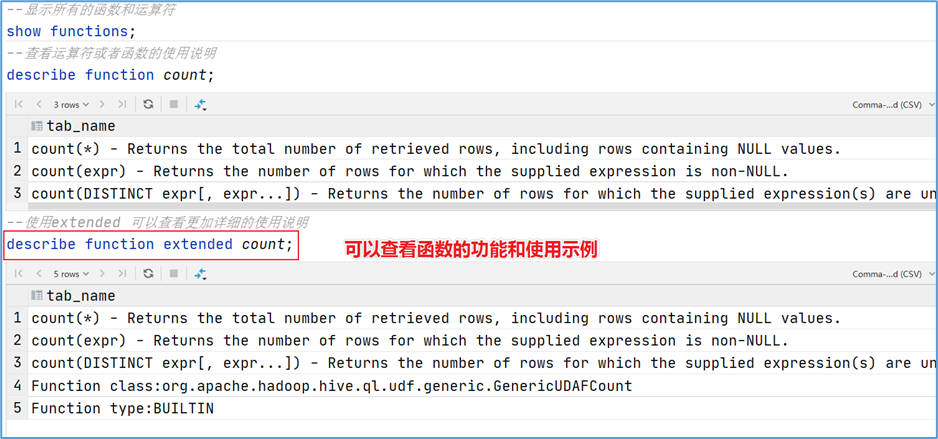 --显示所有的函数和运算符
show functions;
--查看运算符或者函数的使用说明
describe function count;
3 rows
Comma-...d (CSV)
tab_name
1 count(*) - Returns the total number of retrieved rows, including rows containing NULL values.
2 count(expr) - Returns the number of rows for which the supplied expression is non-NULL.
3 count(DISTINCT expr[, expr...]) - Returns the number of rows for which the supplied expression(s) are un
--使用extended 可以查看更加详细的使用说明
describe function extended count;
可以查看函数的功能和使用示例
5 rows
Comma-...d (CSV)
tab_name
1 count(*) - Returns the total number of retrieved rows, including rows containing NULL values.
2 count(expr) - Returns the number of rows for which the supplied expression is non-NULL.
3 count(DISTINCT expr[, expr...]) - Returns the number of rows for which the supplied expression(s) are un
4 Function class:org.apache.hadoop.hive.ql.udf.generic.GenericUDAFCount
5 Function type:BUILTIN